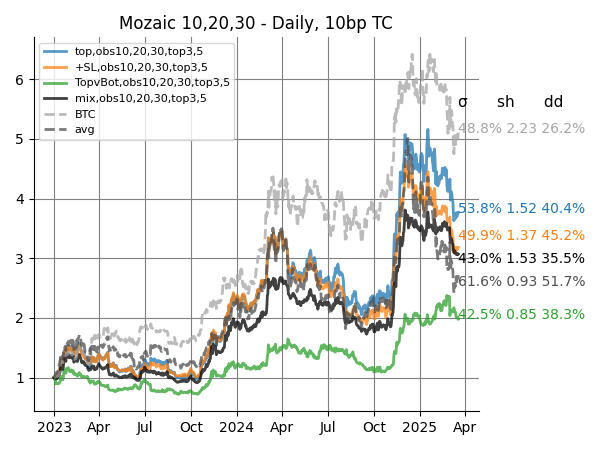 Mozaic 10,20,30 - Daily, 10bp TC
top,obs10,20,30,top3,5
+SL,obs10,20,30,top3,5
TopvBot,obs10,20,30,top3,5
mix,obs10,20,30,top3,5
BTC
avg
σ sh dd
48.8% 2.23 26.2%
53.8% 1.52 40.4%
49.9% 1.37 45.2%
43.0% 1.53 35.5%
61.6% 0.93 51.7%
42.5% 0.85 38.3%
6
5
4
3
2
1
2023 Apr Jul Oct 2024 Apr Jul Oct 2025 Apr